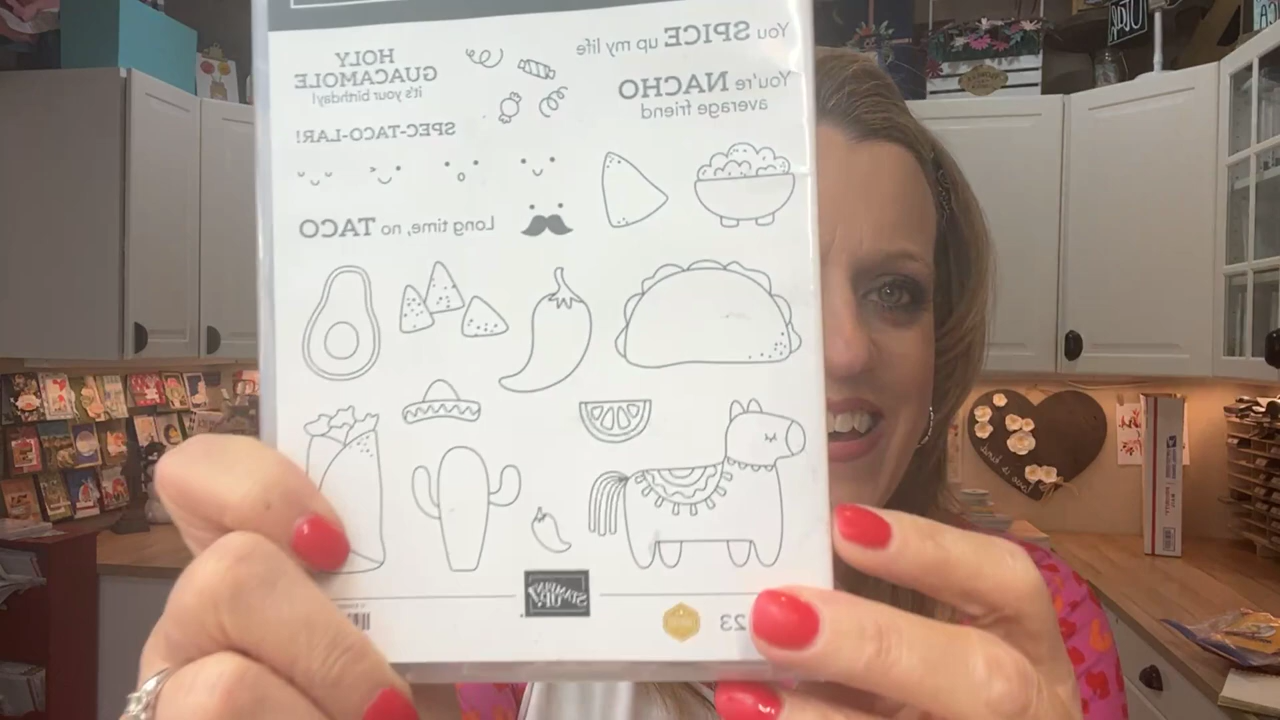 You SPICE up my life
HOLY
GUACAMOLE
it's your birthday!
You're NACHO
average friend
SPEC-TACO-LAR!
Long time, no TACO
STAMPIN'
UP!
23